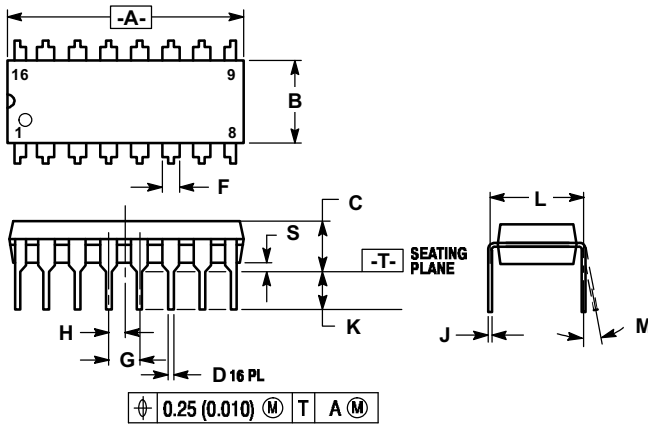 -A-
16 9
B
1 8
F
C
L
S
-T- SEATING
PLANE
K
J
M
H
G
D 16 PL
⌖ 0.25 (0.010) Ⓜ T A Ⓜ